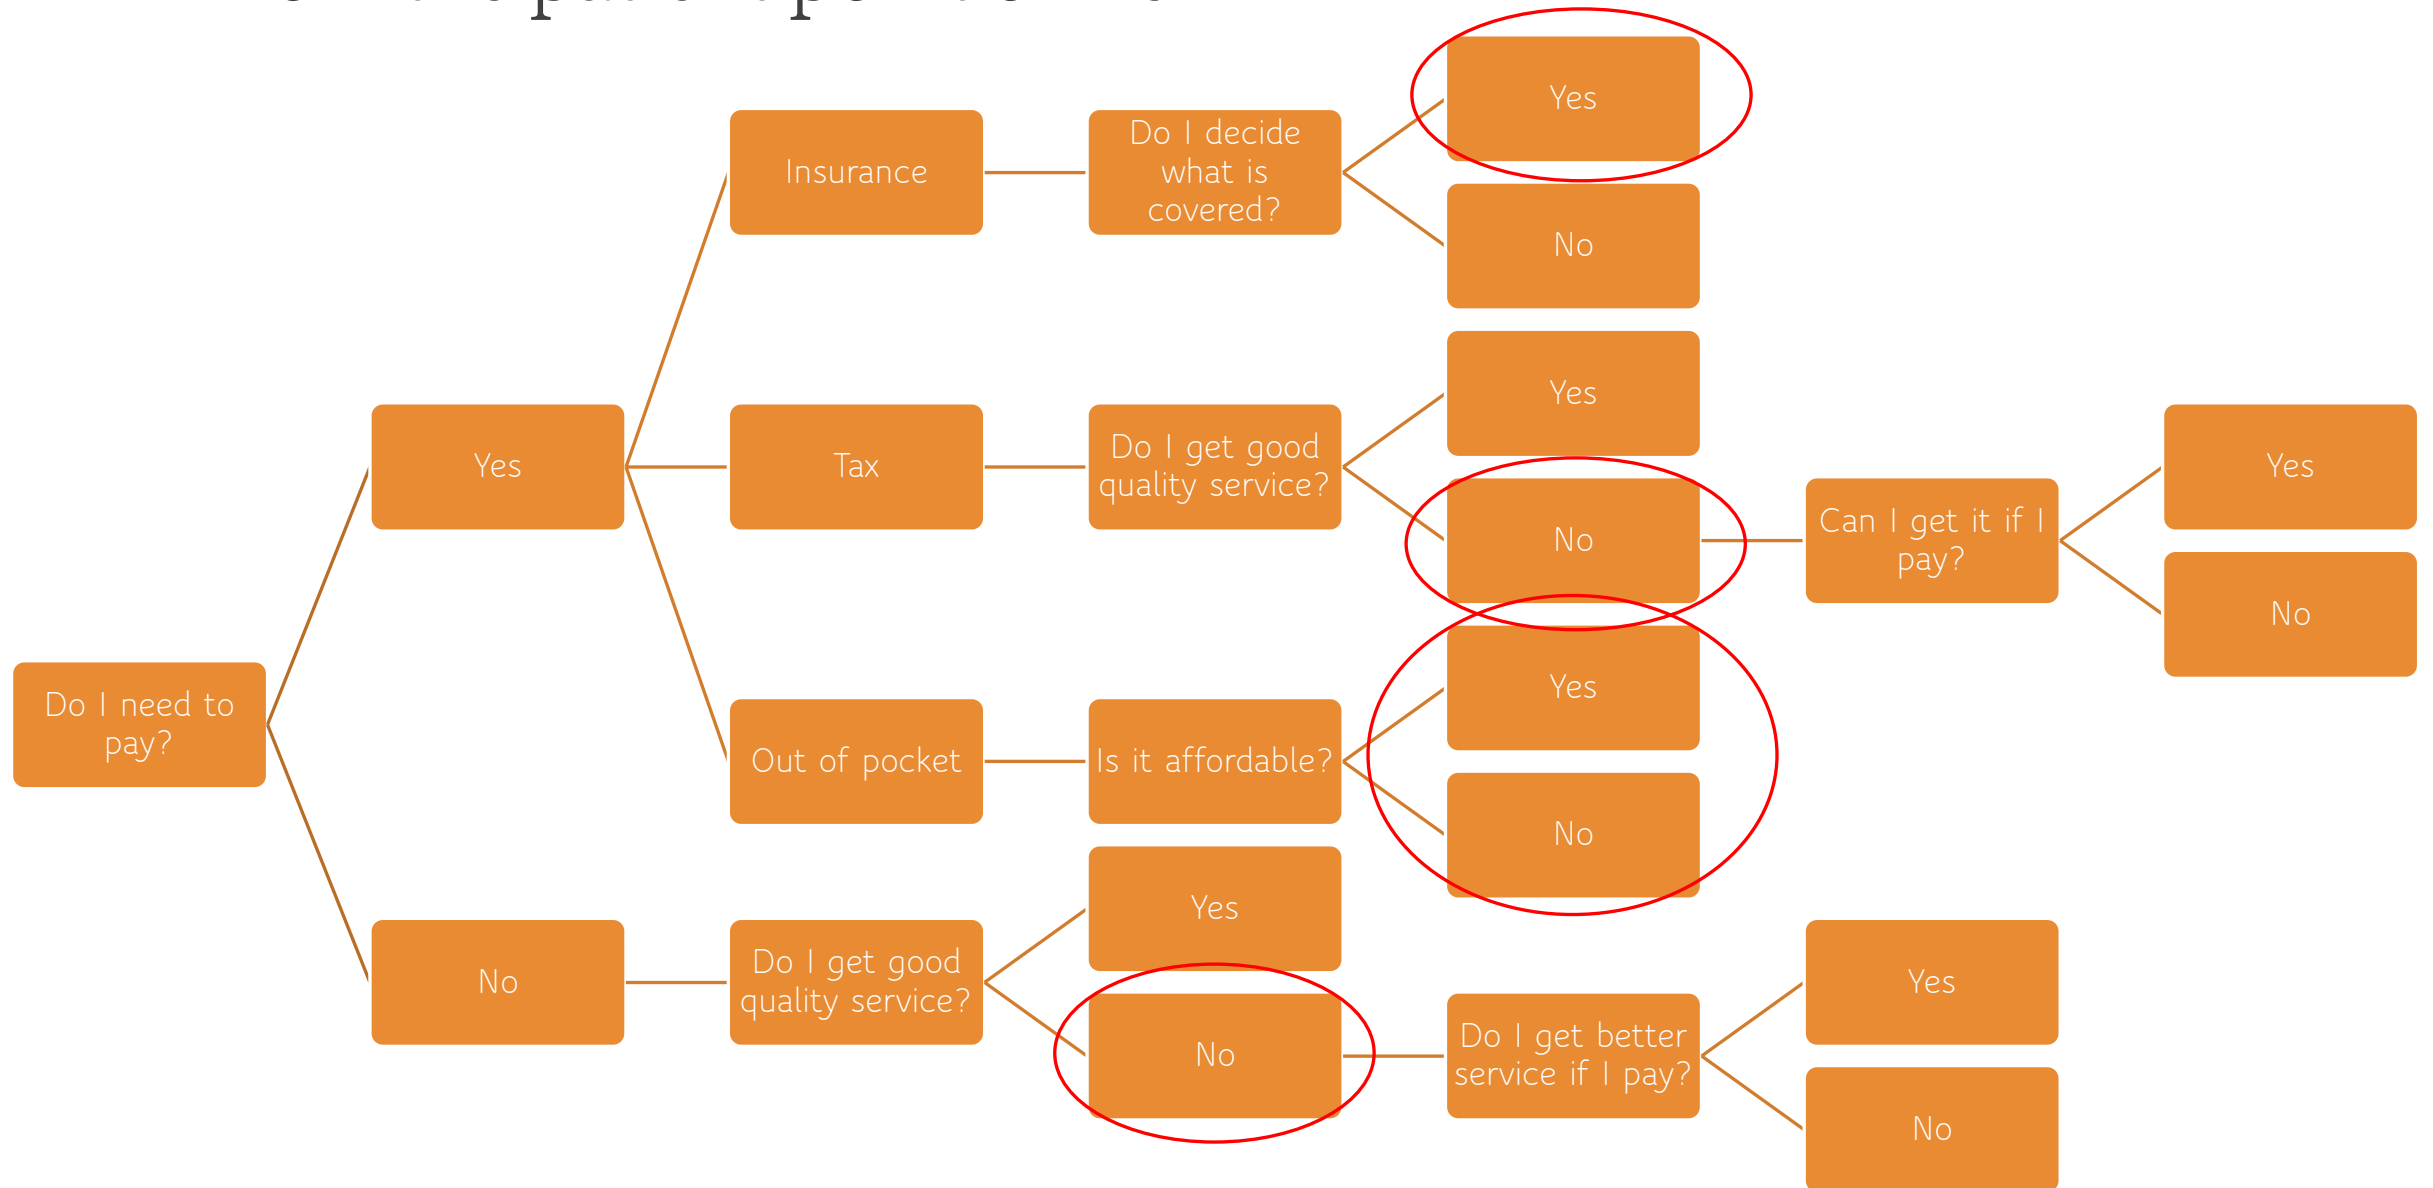 Yes
Insurance
Do I decide
what is
covered?
No
Yes
Yes
Tax
Do I get good
quality service?
No
Can I get it if I
pay?
Yes
No
Do I need to
pay?
Out of pocket
Is it affordable?
Yes
No
No
Do I get good
quality service?
Yes
No
Do I get better
service if I pay?
Yes
No